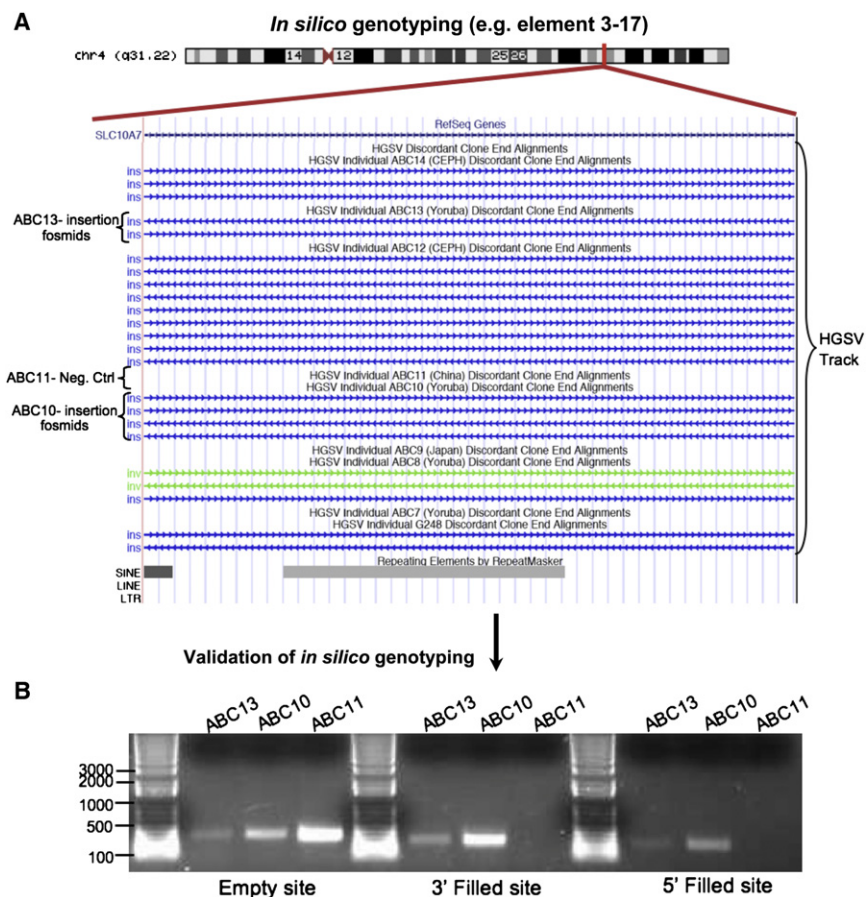 A
In silico genotyping (e.g. element 3-17)
chr4 (q31.22)
14
12
25
26
RefSeq Genes
SLC10A7
HGSV Discordant Clone End Alignments
HGSV Individual ABC14 (CEPH) Discordant Clone End Alignments
ins
ins
ins
HGSV Individual ABC13 (Yoruba) Discordant Clone End Alignments
ABC13- insertion
fosmids
ins
ins
HGSV Individual ABC12 (CEPH) Discordant Clone End Alignments
ins
ins
ins
ins
ins
ins
ins
ins
ins
HGSV
Track
ABC11- Neg. Ctrl
HGSV Individual ABC11 (China) Discordant Clone End Alignments
HGSV Individual ABC10 (Yoruba) Discordant Clone End Alignments
ABC10- insertion
fosmids
ins
ins
ins
ins
HGSV Individual ABC9 (Japan) Discordant Clone End Alignments
HGSV Individual ABC8 (Yoruba) Discordant Clone End Alignments
inv
inv
ins
HGSV Individual ABC7 (Yoruba) Discordant Clone End Alignments
HGSV Individual G248 Discordant Clone End Alignments
ins
ins
Repeating Elements by RepeatMasker
SINE
LINE
LTR
Validation of in silico genotyping
B
ABC13 ABC10 ABC11 ABC13 ABC10 ABC11 ABC13 ABC10 ABC11
3000
2000
1000
500
100
Empty site 3' Filled site 5' Filled site